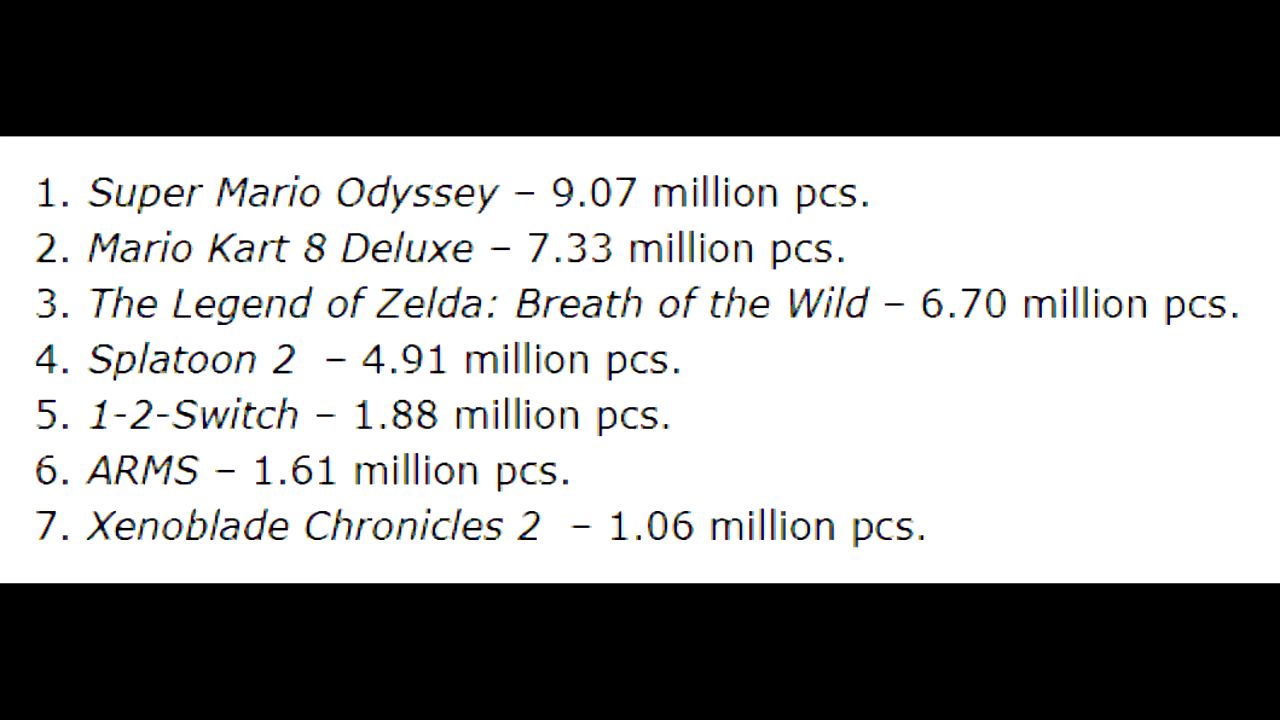 1. Super Mario Odyssey – 9.07 million pcs.
2. Mario Kart 8 Deluxe – 7.33 million pcs.
3. The Legend of Zelda: Breath of the Wild – 6.70 million pcs.
4. Splatoon 2 – 4.91 million pcs.
5. 1-2-Switch – 1.88 million pcs.
6. ARMS – 1.61 million pcs.
7. Xenoblade Chronicles 2 – 1.06 million pcs.